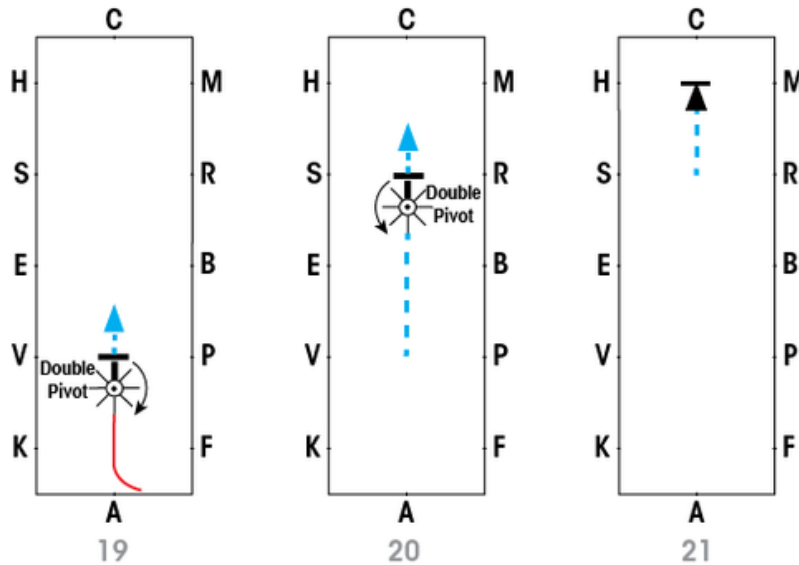 C
H M
S R
E B
V P
Double
Pivot
K F
A
19
C
H M
S R
Double
Pivot
E B
V P
K F
A
20
C
H M
S R
E B
V P
K F
A
21